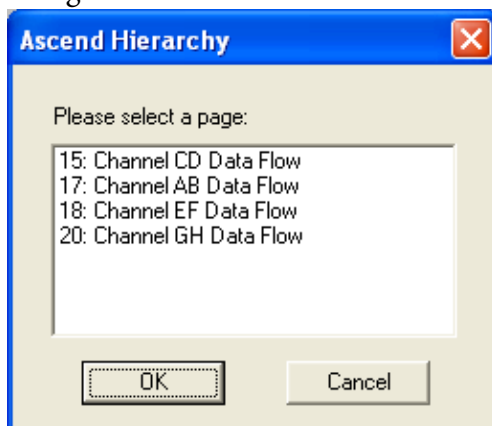 Ascend Hierarchy
Please select a page:
15: Channel CD Data Flow
17: Channel AB Data Flow
18: Channel EF Data Flow
20: Channel GH Data Flow
OK Cancel